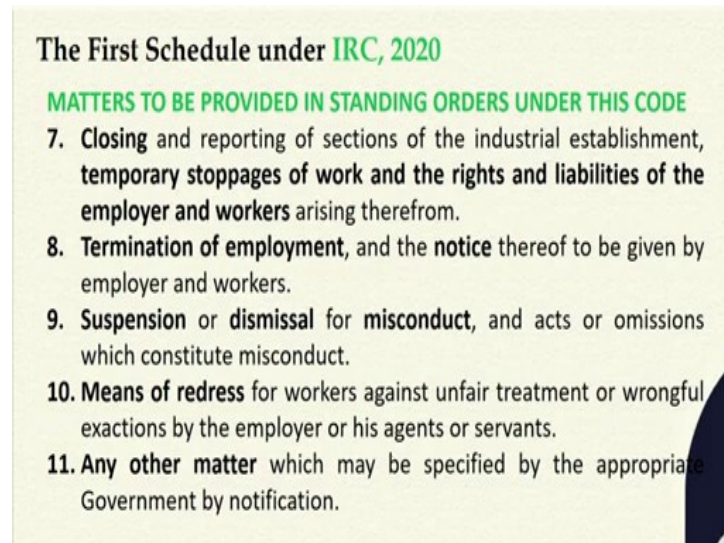 The First Schedule under IRC, 2020
MATTERS TO BE PROVIDED IN STANDING ORDERS UNDER THIS CODE
7. Closing and reporting of sections of the industrial establishment,
temporary stoppages of work and the rights and liabilities of the
employer and workers arising therefrom.
8. Termination of employment, and the notice thereof to be given by
employer and workers.
9. Suspension or dismissal for misconduct, and acts or omissions
which constitute misconduct.
10. Means of redress for workers against unfair treatment or wrongful
exactions by the employer or his agents or servants.
11. Any other matter which may be specified by the appropriate
Government by notification.